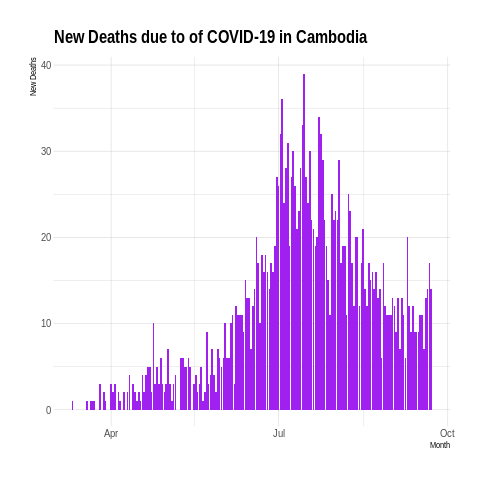 New Deaths due to of COVID-19 in Cambodia
New Deaths
40
30
20
10
0
Apr
Jul
Oct
Month